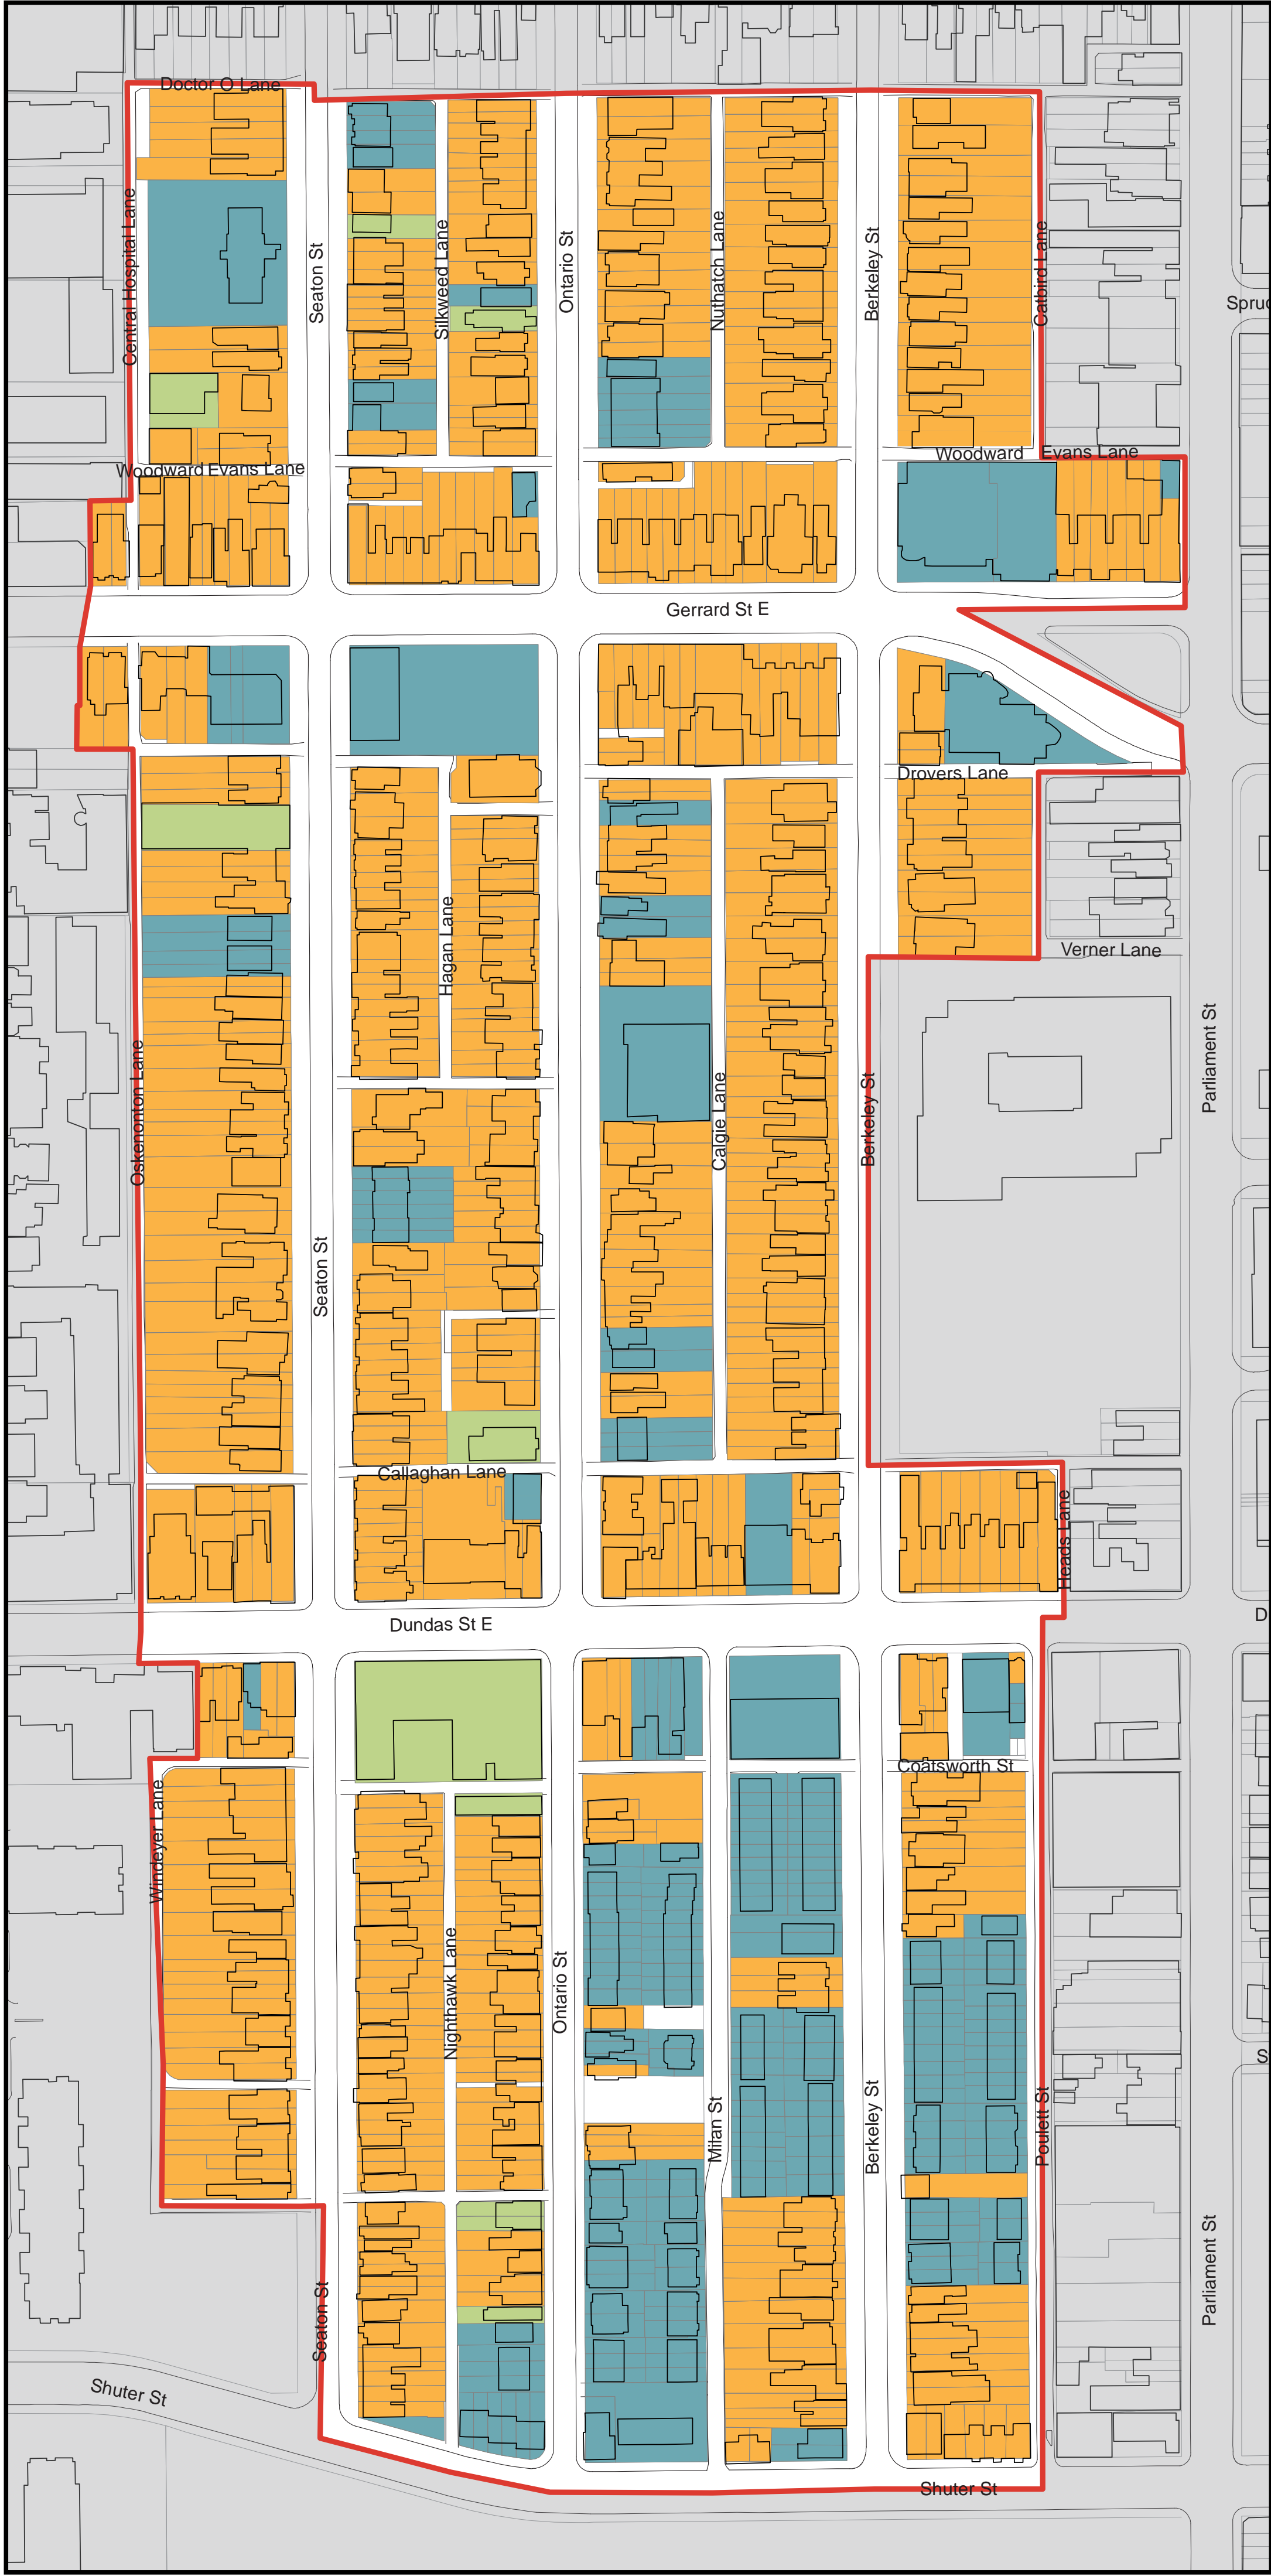 Doctor O Lane
Central Hospital Lane
Seaton St
Silkweed Lane
Ontario St
Nuthatch Lane
Berkeley St
Catbird Lane
Spruc
Woodward Evans Lane
Woodward Evans Lane
Gerrard St E
Drovers Lane
Hagan Lane
Verner Lane
Oskenonton Lane
Calgie Lane
Berkeley St
Parliament St
Seaton St
Callaghan Lane
Heads Lane
Dundas St E
D
Coatsworth St
Windeyer Lane
Nighthawk Lane
Ontario St
S
Milan St
Berkeley St
Poulett St
Parliament St
Seaton St
Shuter St
Shuter St